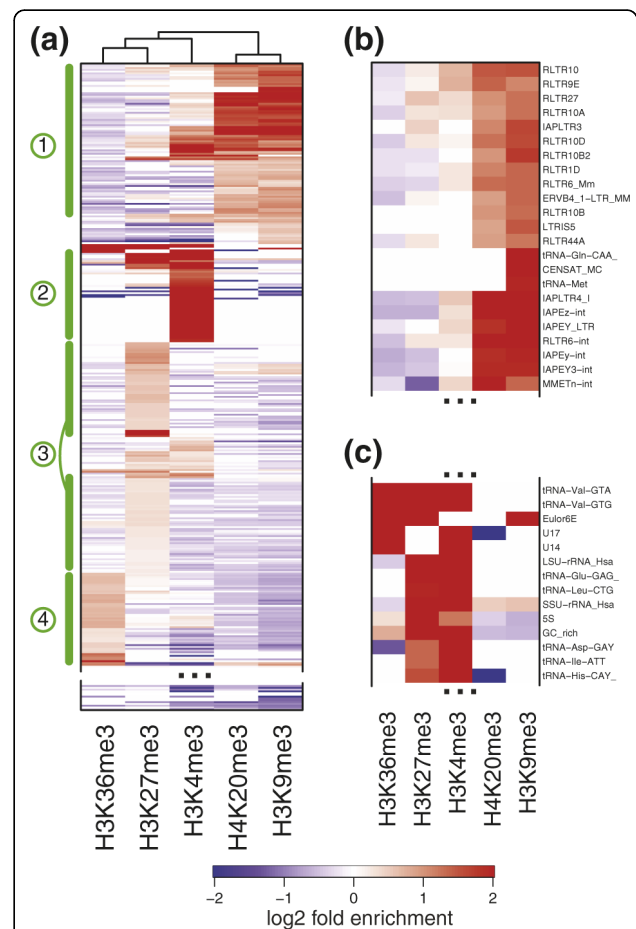 (a)
1
2
3
4
H3K36me3
H3K27me3
H3K4me3
H4K20me3
H3K9me3
(b)
RLTR10
RLTR9E
RLTR27
RLTR10A
IAPLTR3
RLTR10D
RLTR10B2
RLTR1D
RLTR6_Mm
ERVB4_1-LTR_MM
RLTR10B
LTRIS5
RLTR44A
tRNA-Gln-CAA_
CENSAT_MC
tRNA-Met
IAPLTR4_I
IAPEz-int
IAPEY_LTR
RLTR6-int
IAPEy-int
IAPEY3-int
MMETn-int
(c)
tRNA-Val-GTA
tRNA-Val-GTG
Eulor6E
U17
U14
LSU-rRNA_Hsa
tRNA-Glu-GAG_
tRNA-Leu-CTG
SSU-rRNA_Hsa
5S
GC_rich
tRNA-Asp-GAY
tRNA-Ile-ATT
tRNA-His-CAY_
H3K36me3
H3K27me3
H3K4me3
H4K20me3
H3K9me3
−2 −1 0 1 2
log2 fold enrichment